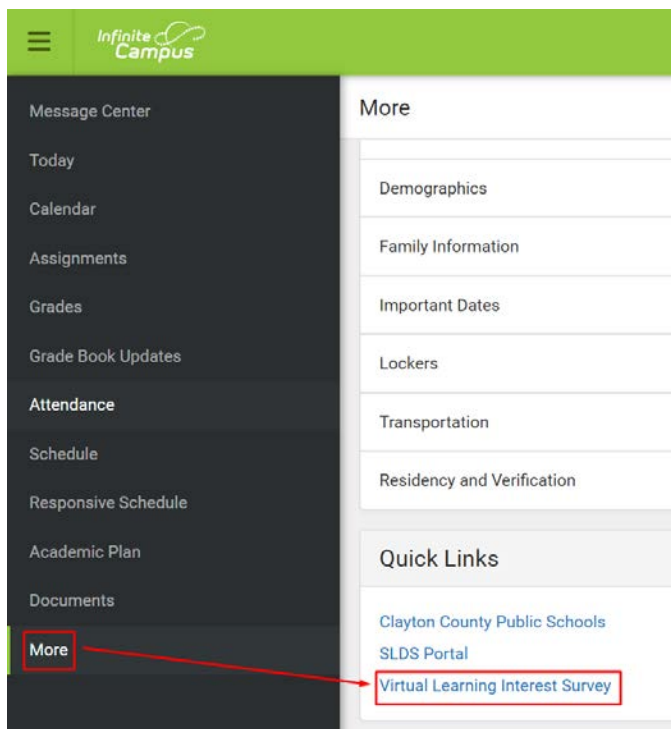 Infinite
Campus
Message Center
Today
Calendar
Assignments
Grades
Grade Book Updates
Attendance
Schedule
Responsive Schedule
Academic Plan
Documents
More
More
Demographics
Family Information
Important Dates
Lockers
Transportation
Residency and Verification
Quick Links
Clayton County Public Schools
SLDS Portal
Virtual Learning Interest Survey